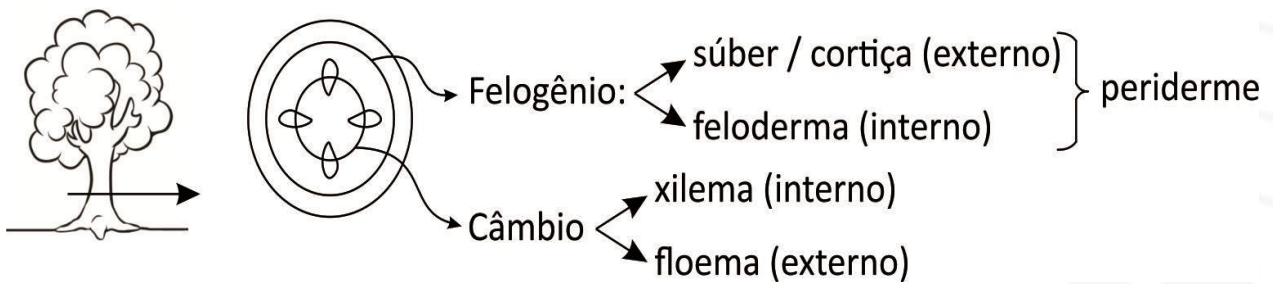 súber / cortiça (externo)
Felogênio:
periderme
feloderma (interno)
xilema (interno)
Câmbio
floema (externo)